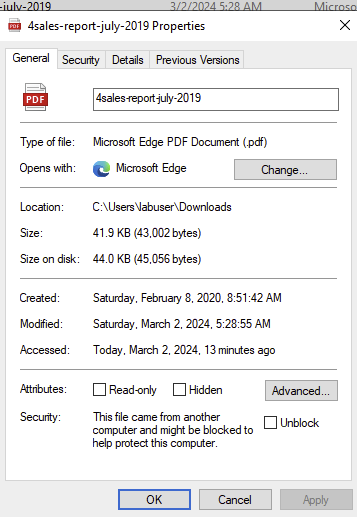 -july-2019 3/2/2024 5:28 AM Microso
4sales-report-july-2019 Properties
General Security Details Previous Versions
PDF
4sales-report-july-2019
Type of file: Microsoft Edge PDF Document (.pdf)
Opens with: Microsoft Edge Change...
Location: C:\Users\labuser\Downloads
Size: 41.9 KB (43,002 bytes)
Size on disk: 44.0 KB (45,056 bytes)
Created: Saturday, February 8, 2020, 8:51:42 AM
Modified: Saturday, March 2, 2024, 5:28:55 AM
Accessed: Today, March 2, 2024, 13 minutes ago
Attributes: Read-only Hidden Advanced...
Security: This file came from another
computer and might be blocked to
help protect this computer.
Unblock
OK Cancel Apply